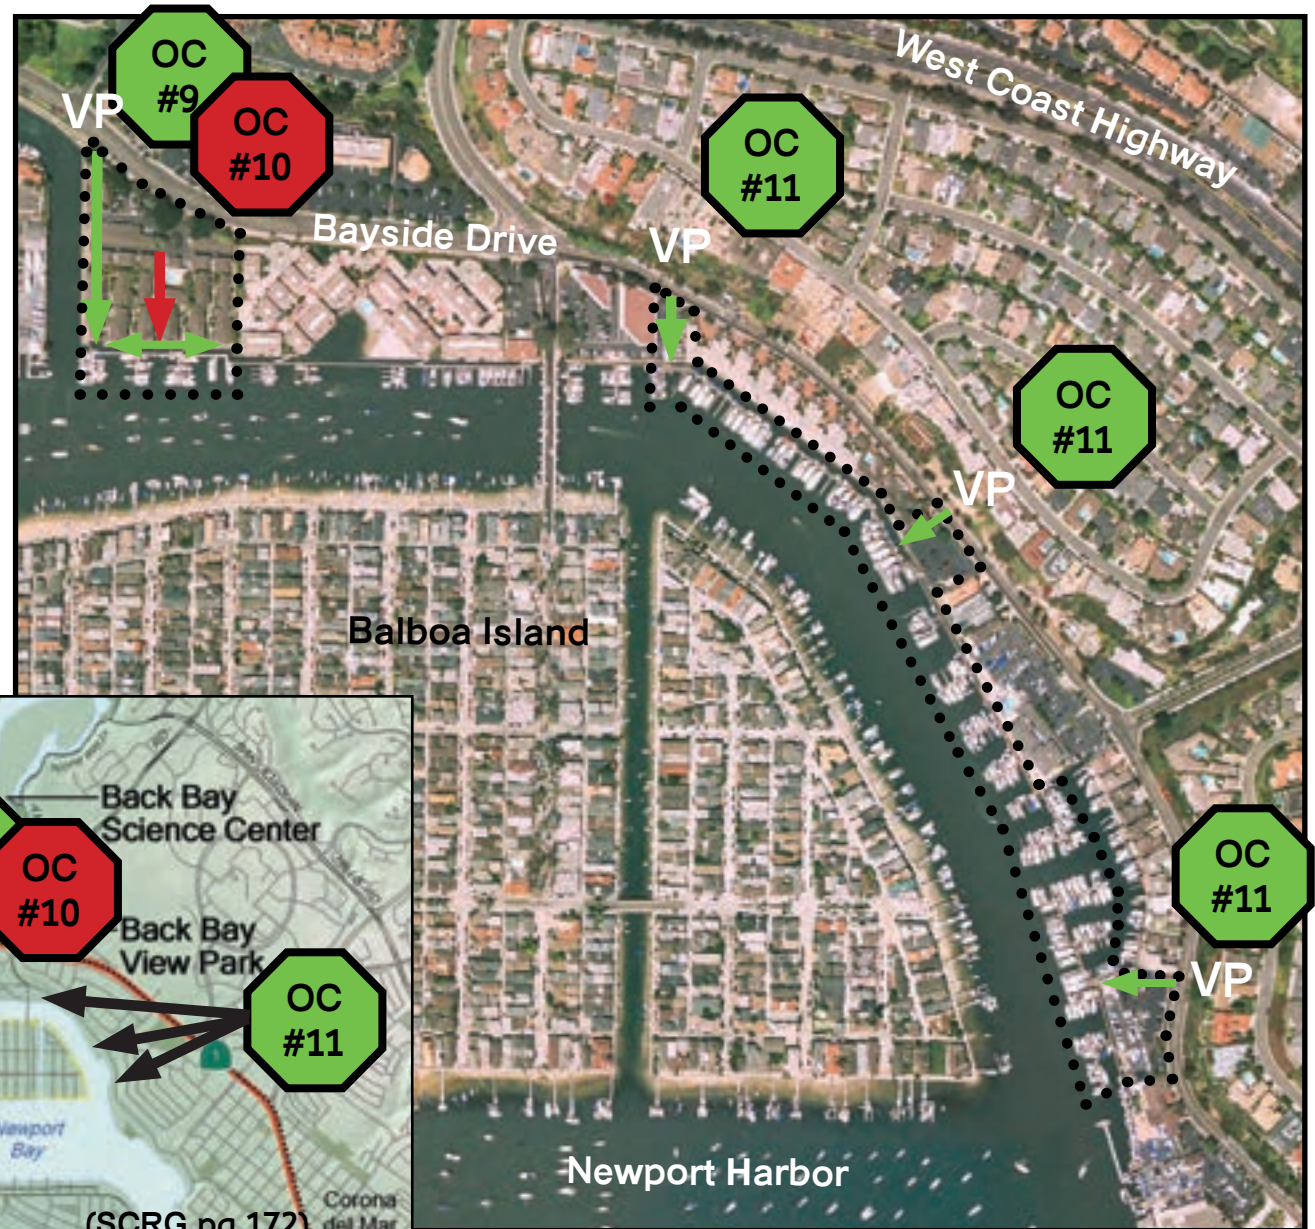 OC
#9
VP
OC
#10
West Coast Highway
OC
#11
Bayside Drive
VP
OC
#11
VP
Balboa Island
Back Bay
Science Center
OC
#10
OC
#11
Back Bay
View Park
VP
OC
#11
Newport
Bay
Newport Harbor
Corona
del Mar
(SCRG pg 172)